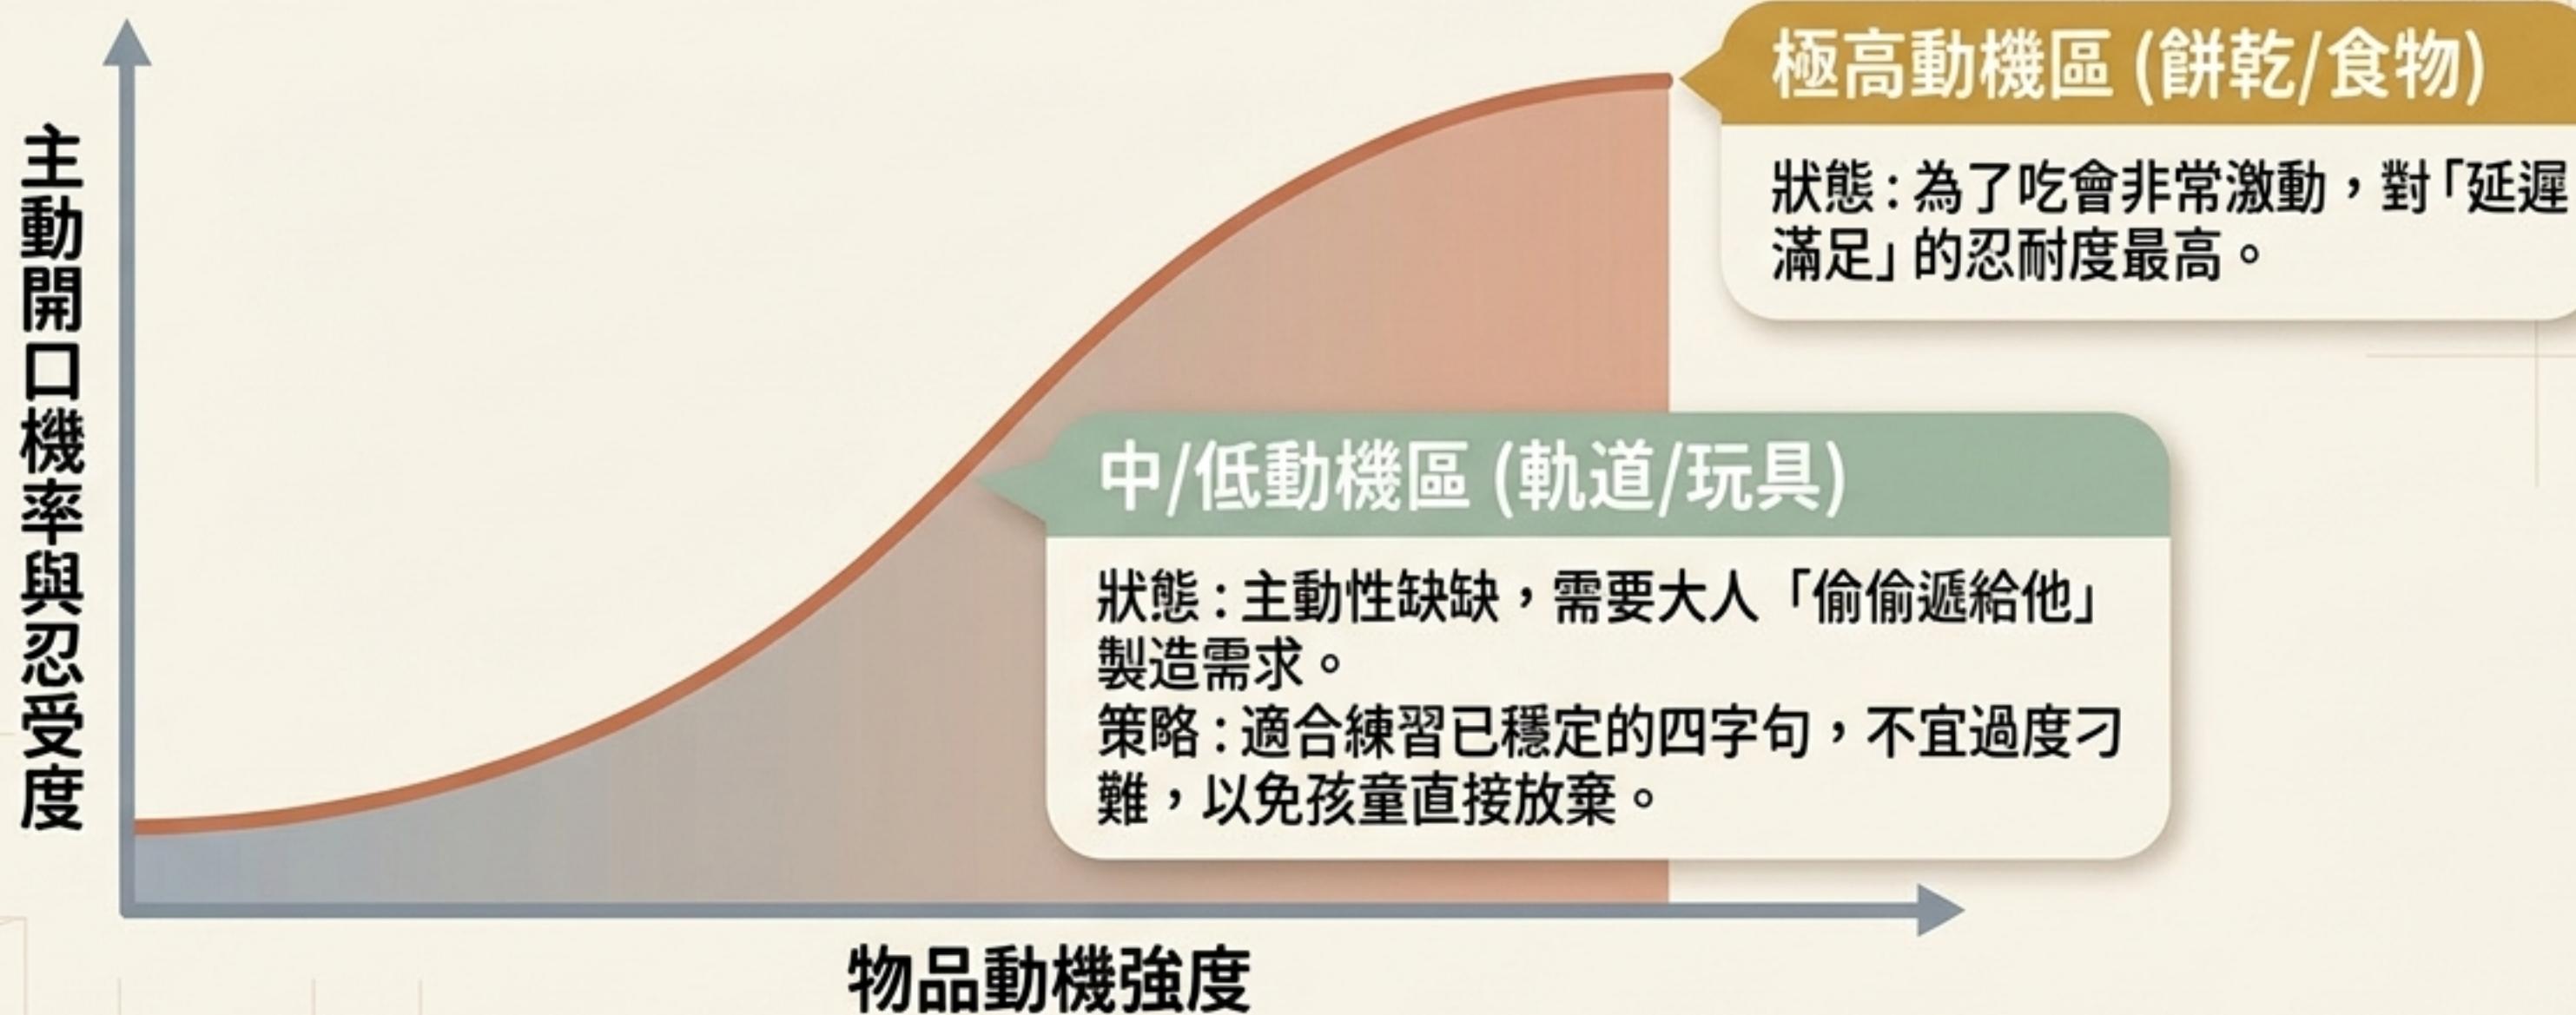 主動開口機率與忍受度
極高動機區 (餅乾/食物)
狀態：為了吃會非常激動，對「延遲
滿足」的忍耐度最高。
中/低動機區 (軌道/玩具)
狀態：主動性缺缺，需要大人「偷偷遞給他」
製造需求。
策略：適合練習已穩定的四字句，不宜過度刁
難，以免孩童直接放棄。
物品動機強度